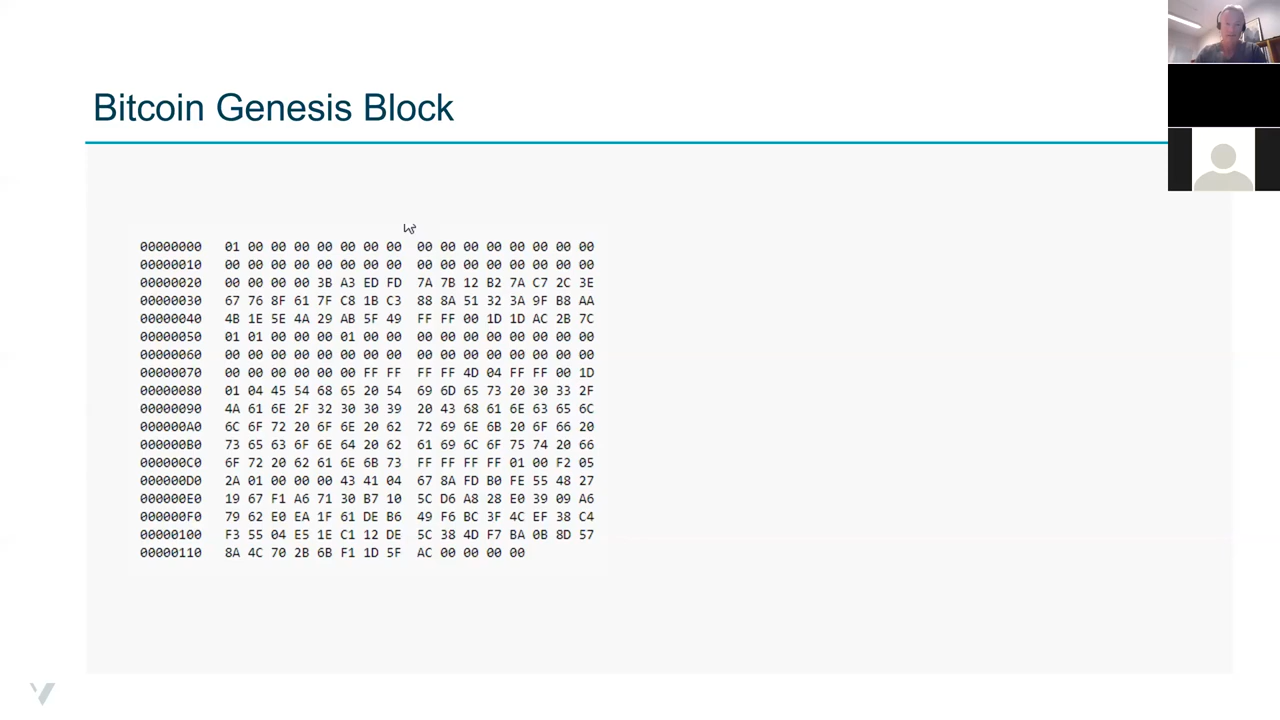 Bitcoin Genesis Block
00000000 01 00 00 00 00 00 00 00 00 00 00 00 00 00 00 00
00000010 00 00 00 00 00 00 00 00 00 00 00 00 00 00 00 00
00000020 00 00 00 00 3B A3 ED FD 7A 7B 12 B2 7A C7 2C 3E
00000030 67 76 8F 61 7F C8 1B C3 88 8A 51 32 3A 9F B8 AA
00000040 4B 1E 5E 4A 29 AB 5F 49 FF FF 00 1D 1D AC 2B 7C
00000050 01 01 00 00 00 01 00 00 00 00 00 00 00 00 00 00
00000060 00 00 00 00 00 00 00 00 00 00 00 00 00 00 00 00
00000070 00 00 00 00 00 00 FF FF FF FF 4D 04 FF FF 00 1D
00000080 01 04 45 54 68 65 20 54 69 6D 65 73 20 30 33 2F
00000090 4A 61 6E 2F 32 30 30 39 20 43 68 61 6E 63 65 6C
000000A0 6C 6F 72 20 6F 6E 20 62 72 69 6E 6B 20 6F 66 20
000000B0 73 65 63 6F 6E 64 20 62 61 69 6C 6F 75 74 20 66
000000C0 6F 72 20 62 61 6E 6B 73 FF FF FF FF 01 00 F2 05
000000D0 2A 01 00 00 00 43 41 04 67 8A FD B0 FE 55 48 27
000000E0 19 67 F1 A6 71 30 B7 10 5C D6 A8 28 E0 39 09 A6
000000F0 79 62 E0 EA 1F 61 DE B6 49 F6 BC 3F 4C EF 38 C4
00000100 F3 55 04 E5 1E C1 12 DE 5C 38 4D F7 BA 0B 8D 57
00000110 8A 4C 70 2B 6B F1 1D 5F AC 00 00 00 00